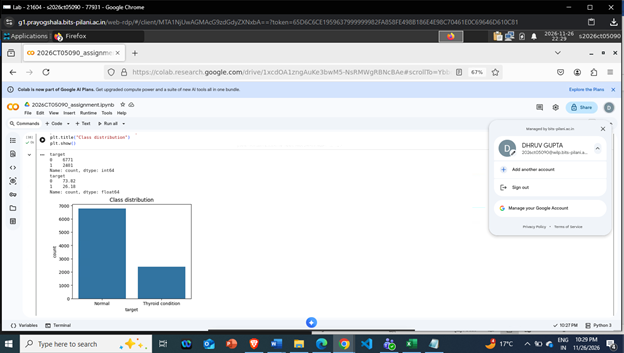 Lab - 21604 - s2026ct05090 - 77931 - Google Chrome
g1.prayogshala.bits-pilani.ac.in
Applications
Firefox
2026-11-26
22:29
s2026ct05090
2026CT05090_assignment
https://colab.research.google.com/drive/
67%
Colab is now part of Google AI Plans. Get upgraded compute power and a suite of new AI tools all in one bundle.
Explore the Plans
2026CT05090_assignment.ipynb
File Edit View Insert Runtime Tools Help
Share
D
Commands + Code + Text Run all
plt.title("Class distribution")
plt.show()
target
0 6771
1 2401
Name: count, dtype: int64
target
0 73.82
1 26.18
Name: count, dtype: float64
Class distribution
7000
6000
5000
4000
3000
2000
1000
0
count
Normal Thyroid condition
target
Managed by bits-pilani.ac.in
DHRUV GUPTA
Add another account
Sign out
Manage your Google Account
Privacy Policy • Terms of Service
Variables Terminal
10:27 PM Python 3
Type here to search
17°C
ENG
IN
10:29 PM
11/26/2026